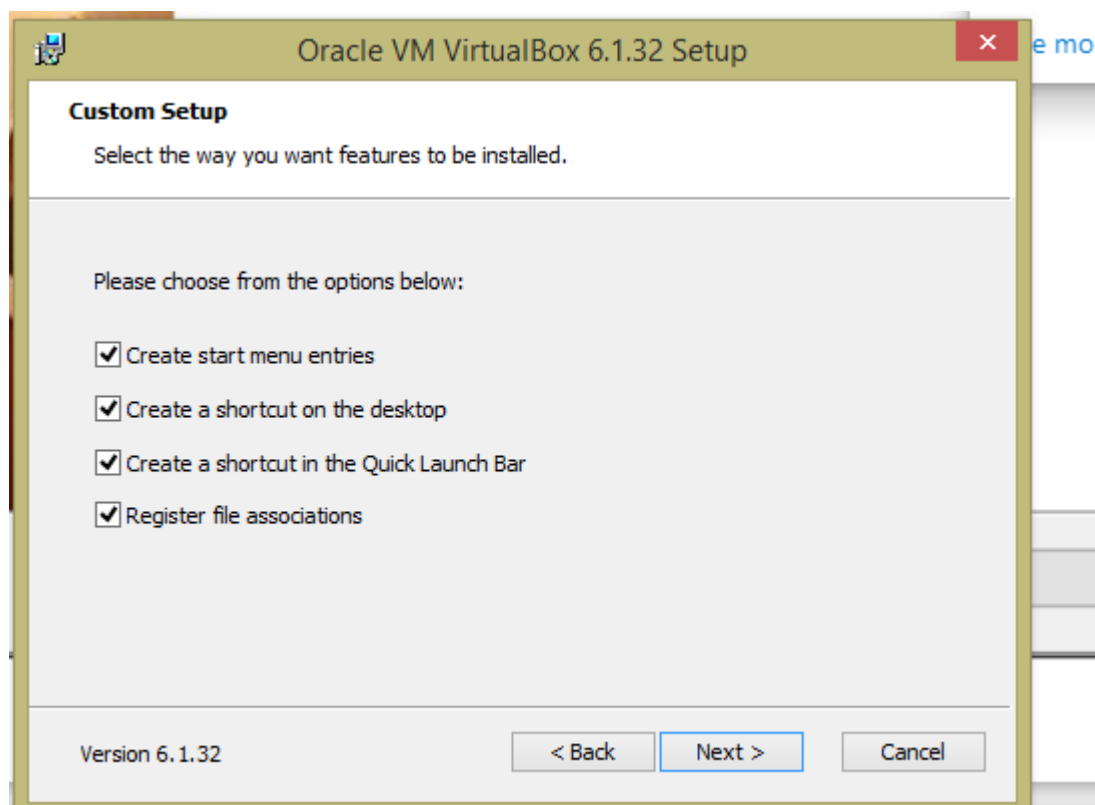 Oracle VM VirtualBox 6.1.32 Setup
e mo
Custom Setup
Select the way you want features to be installed.
Please choose from the options below:
Create start menu entries
Create a shortcut on the desktop
Create a shortcut in the Quick Launch Bar
Register file associations
Version 6.1.32
< Back
Next >
Cancel